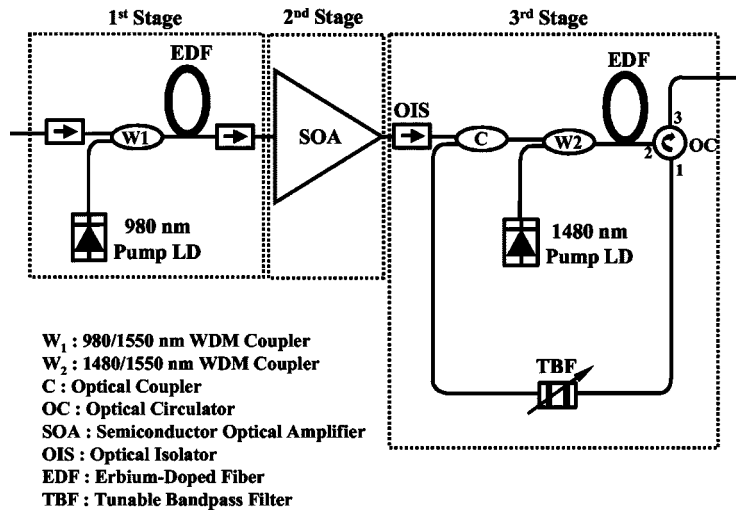 1st Stage
2nd Stage
3rd Stage
EDF
EDF
OIS
W1
SOA
C
W2
3
2
OC
1
980 nm
Pump LD
1480 nm
Pump LD
TBF
W1 : 980/1550 nm WDM Coupler
W2 : 1480/1550 nm WDM Coupler
C : Optical Coupler
OC : Optical Circulator
SOA : Semiconductor Optical Amplifier
OIS : Optical Isolator
EDF : Erbium-Doped Fiber
TBF : Tunable Bandpass Filter